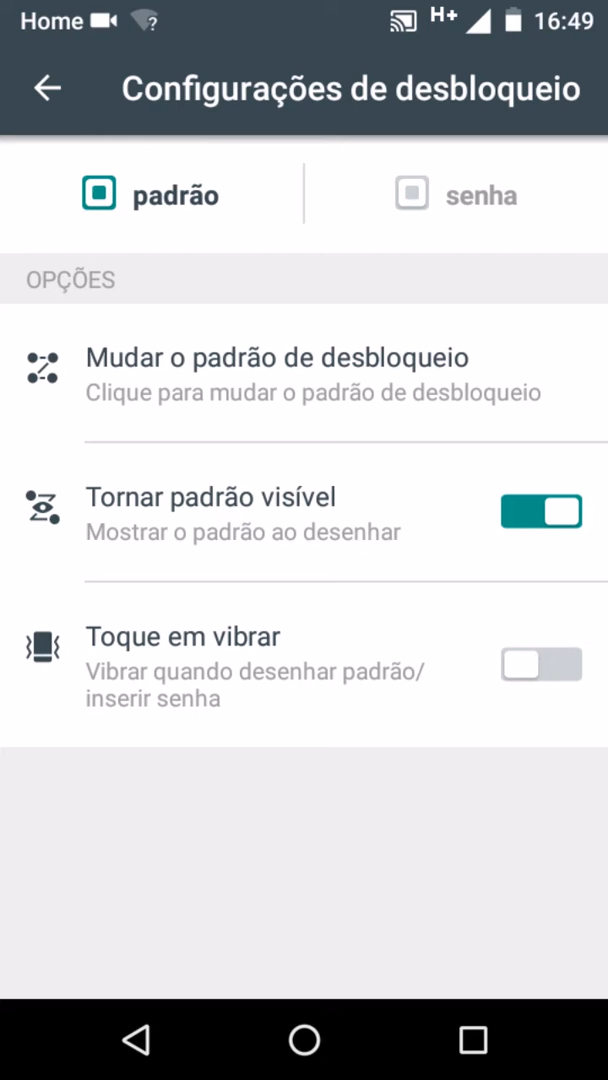 Home
?
H+
16:49
Configurações de desbloqueio
padrão
senha
OPÇÕES
Mudar o padrão de desbloqueio
Clique para mudar o padrão de desbloqueio
Tornar padrão visível
Mostrar o padrão ao desenhar
Toque em vibrar
Vibrar quando desenhar padrão/
inserir senha